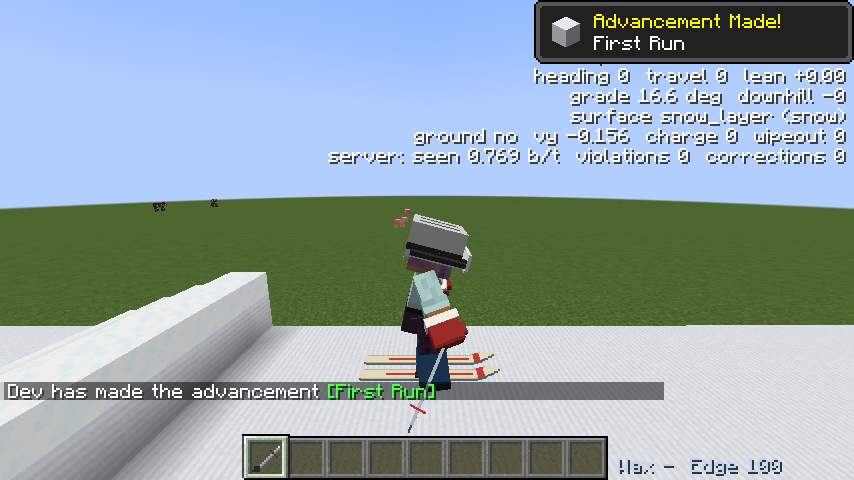 Advancement Made!
First Run
heading 0 travel 0 lean +0.00
grade 16.6 deg downhill -0
surface snow_layer (snow)
ground no vy -0.156 charge 0 wipeout 0
server: seen 0.769 b/t violations 0 corrections 0
Dev has made the advancement [First Run]
Wax - Edge 100